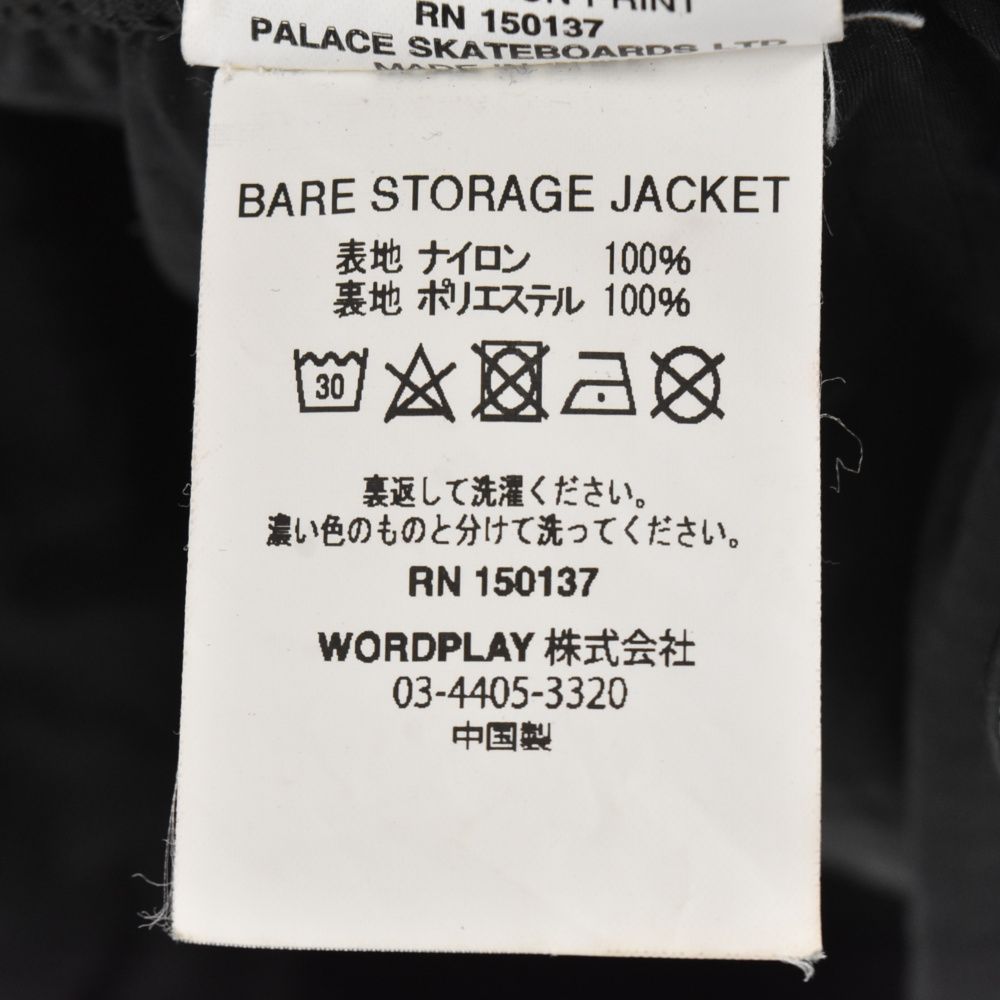 PRINT
RN 150137
PALACE SKATEBOARDS LTD
MADE IN
BARE STORAGE JACKET
表地 ナイロン 100%
裏地 ポリエステル 100%
30
裏返して洗濯ください。
濃い色のものと分けて洗ってください。
RN 150137
WORDPLAY 株式会社
03-4405-3320
中国製